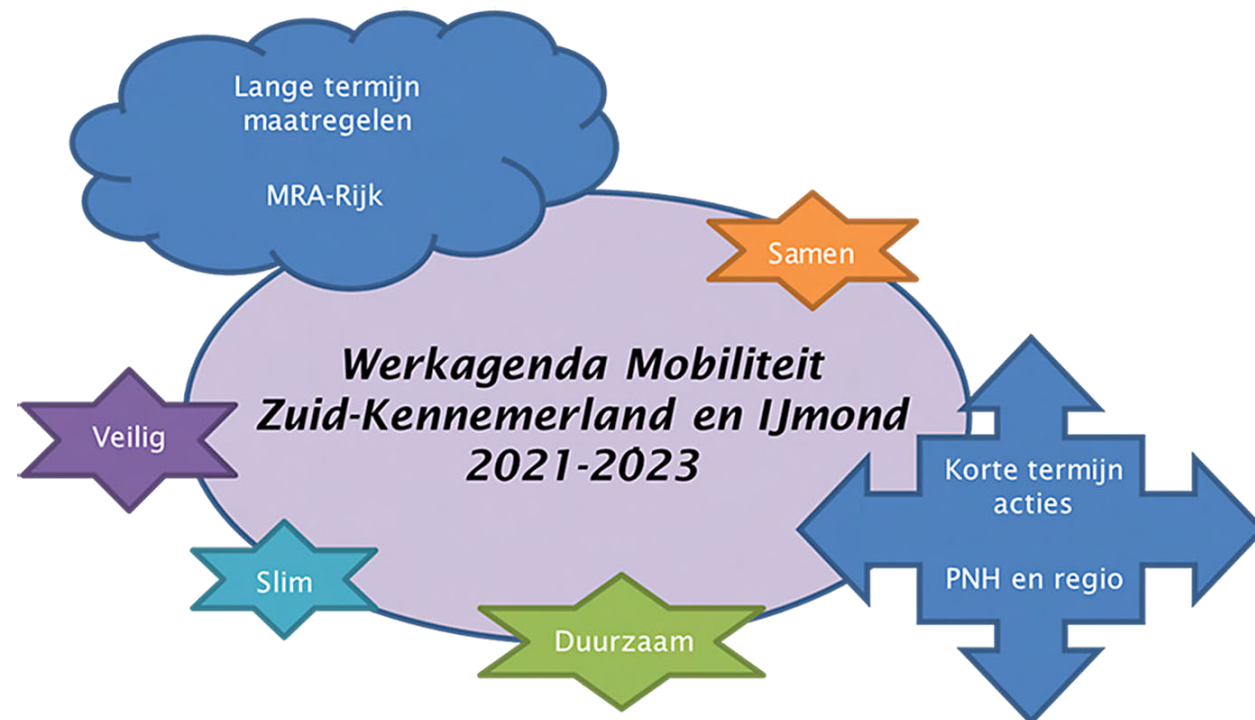 Lange termijn
maatregelen
MRA-Rijk
Samen
Werkagenda Mobiliteit
Zuid-Kennemerland en IJmond
2021-2023
Veilig
Korte termijn
acties
PNH en regio
Slim
Duurzaam